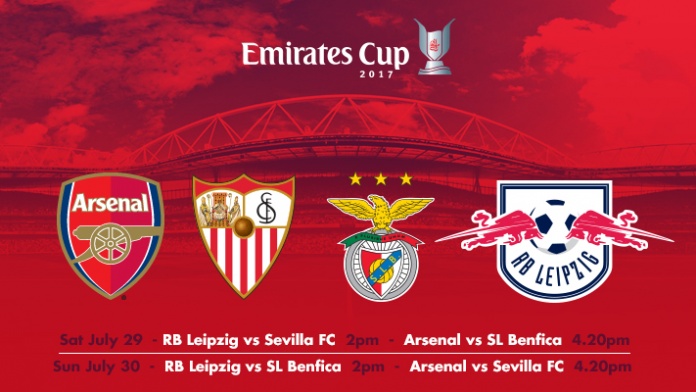 Emirates Cup
2017
Arsenal
RB LEIPZIG
Sat July 29 - RB Leipzig vs Sevilla FC 2pm - Arsenal vs SL Benfica 4.20pm
Sun July 30 - RB Leipzig vs SL Benfica 2pm - Arsenal vs Sevilla FC 4.20pm